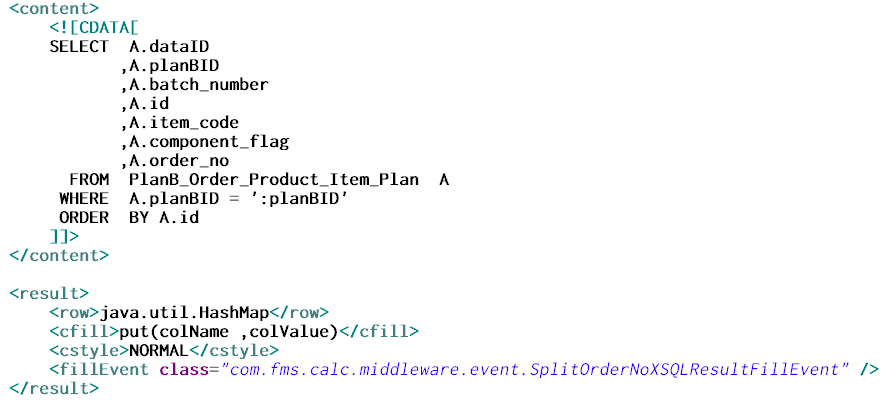 <content>
<![CDATA[
SELECT A.dataID
,A.planBID
,A.batch_number
,A.id
,A.item_code
,A.component_flag
,A.order_no
FROM PlanB_Order_Product_Item_Plan A
WHERE A.planBID = ':planBID'
ORDER BY A.id
]]>
</content>
<result>
<row>java.util.HashMap</row>
<cfill>put(colName ,colValue)</cfill>
<cstyle>NORMAL</cstyle>
<fillEvent class="com.fms.calc.middleware.event.SplitOrderNoXSQLResultFillEvent" />
</result>